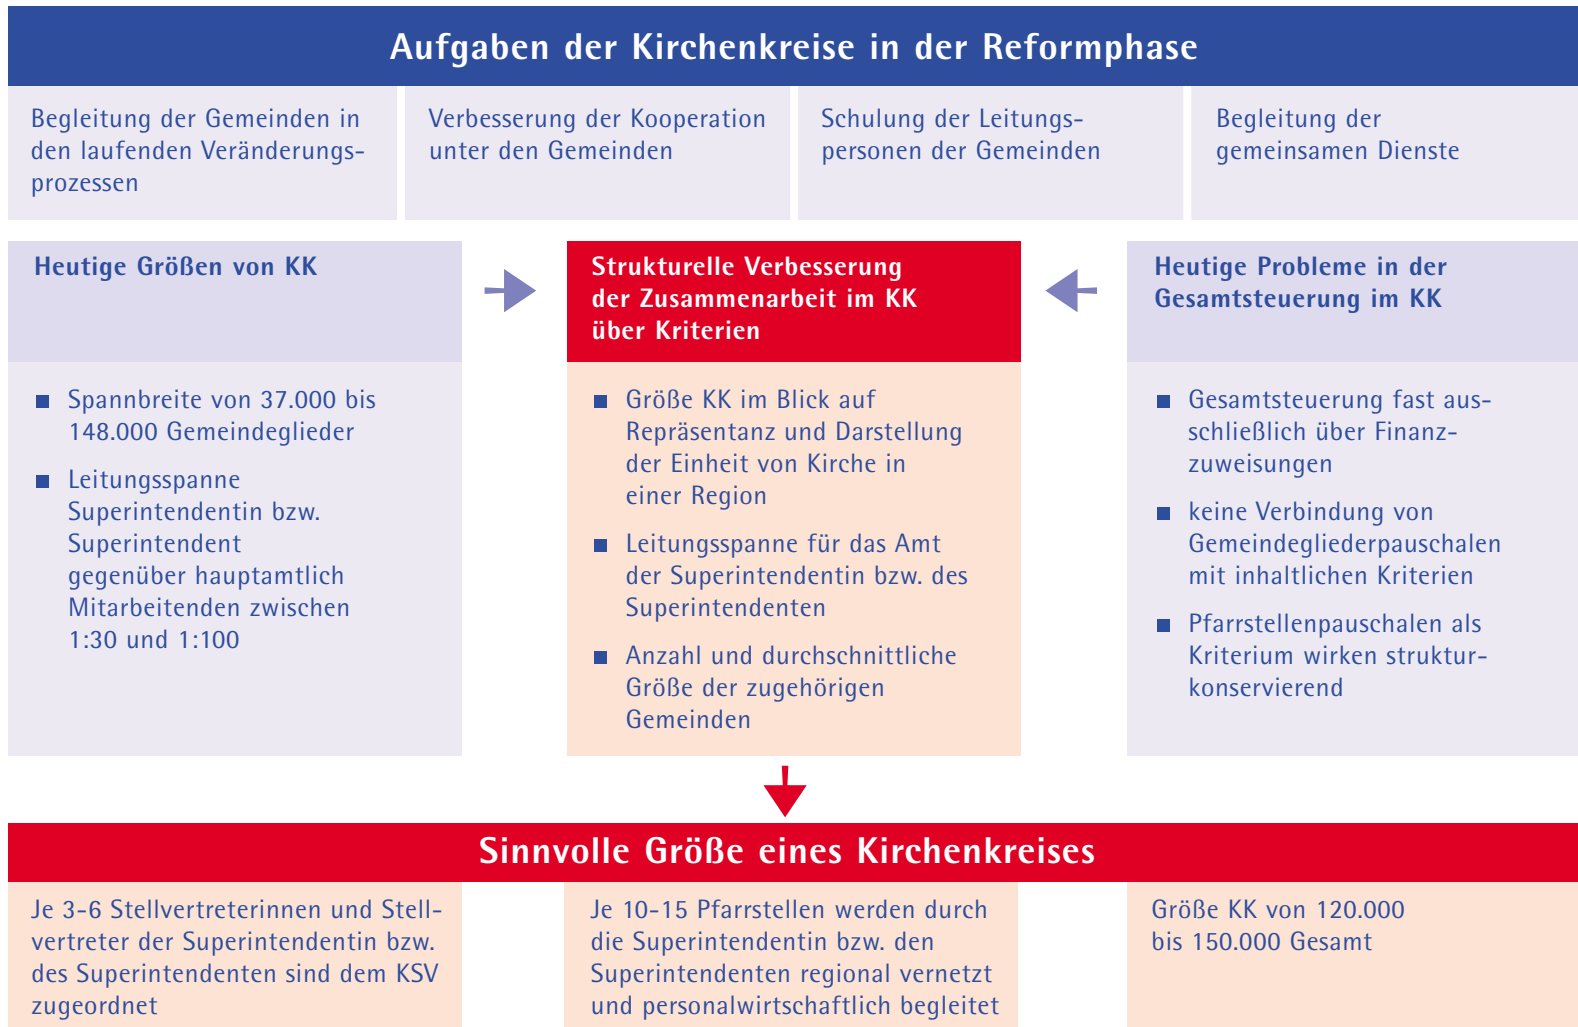 Aufgaben der Kirchenkreise in der Reformphase
Begleitung der Gemeinden in
den laufenden Veränderungs-
prozessen
Verbesserung der Kooperation
unter den Gemeinden
Schulung der Leitungs-
personen der Gemeinden
Begleitung der
gemeinsamen Dienste
Heutige Größen von KK
Spannbreite von 37.000 bis
148.000 Gemeindeglieder
Leitungsspanne
Superintendentin bzw.
Superintendent
gegenüber hauptamtlich
Mitarbeitenden zwischen
1:30 und 1:100
Strukturelle Verbesserung
der Zusammenarbeit im KK
über Kriterien
Größe KK im Blick auf
Repräsentanz und Darstellung
der Einheit von Kirche in
einer Region
Leitungsspanne für das Amt
der Superintendentin bzw. des
Superintendenten
Anzahl und durchschnittliche
Größe der zugehörigen
Gemeinden
Heutige Probleme in der
Gesamtsteuerung im KK
Gesamtsteuerung fast aus-
schließlich über Finanz-
zuweisungen
keine Verbindung von
Gemeindegliederpauschalen
mit inhaltlichen Kriterien
Pfarrstellenpauschalen als
Kriterium wirken struktur-
konservierend
Sinnvolle Größe eines Kirchenkreises
Je 3-6 Stellvertreterinnen und Stell-
vertreter der Superintendentin bzw.
des Superintendenten sind dem KSV
zugeordnet
Je 10-15 Pfarrstellen werden durch
die Superintendentin bzw. den
Superintendenten regional vernetzt
und personalwirtschaftlich begleitet
Größe KK von 120.000
bis 150.000 Gesamt